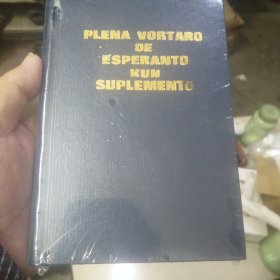 PLENA VORTARO
DE
ESPERANTO
KUN
SUPLEMENTO